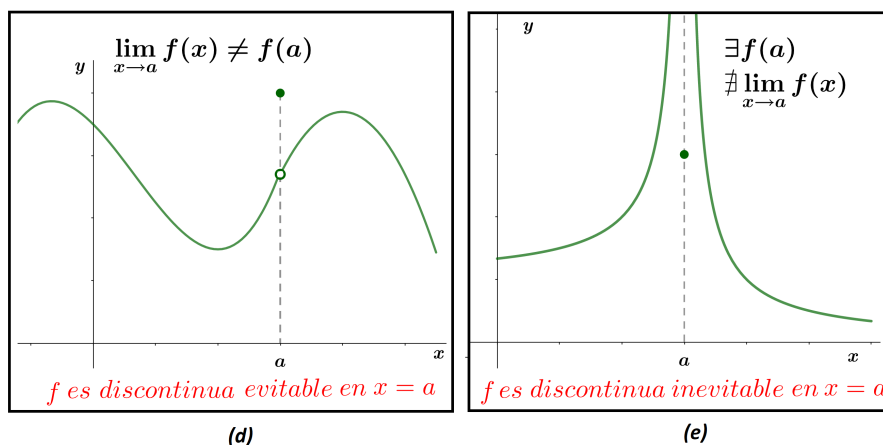 lim f(x) ≠ f(a)
x→a
y
a
x
f es discontinua evitable en x = a
(d)
y
∃f(a)
∄ lim f(x)
x→a
a
x
f es discontinua inevitable en x = a
(e)